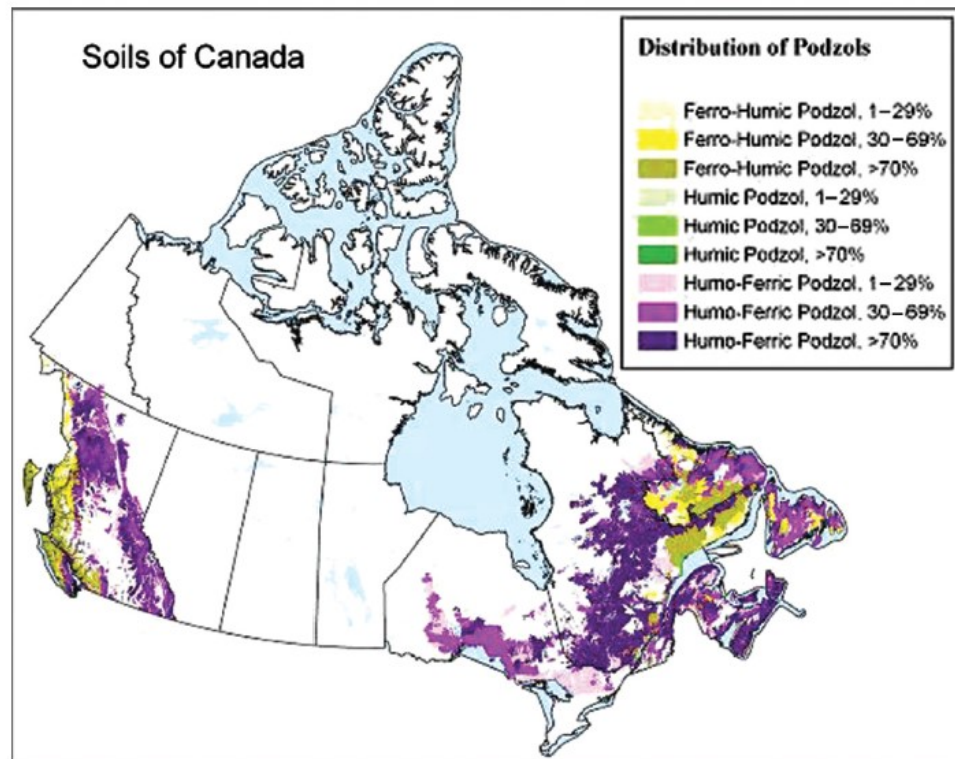 Soils of Canada
Distribution of Podzols
Ferro-Humic Podzol, 1–29%
Ferro-Humic Podzol, 30–69%
Ferro-Humic Podzol, >70%
Humic Podzol, 1–29%
Humic Podzol, 30–69%
Humic Podzol, >70%
Humo-Ferric Podzol, 1–29%
Humo-Ferric Podzol, 30–69%
Humo-Ferric Podzol, >70%